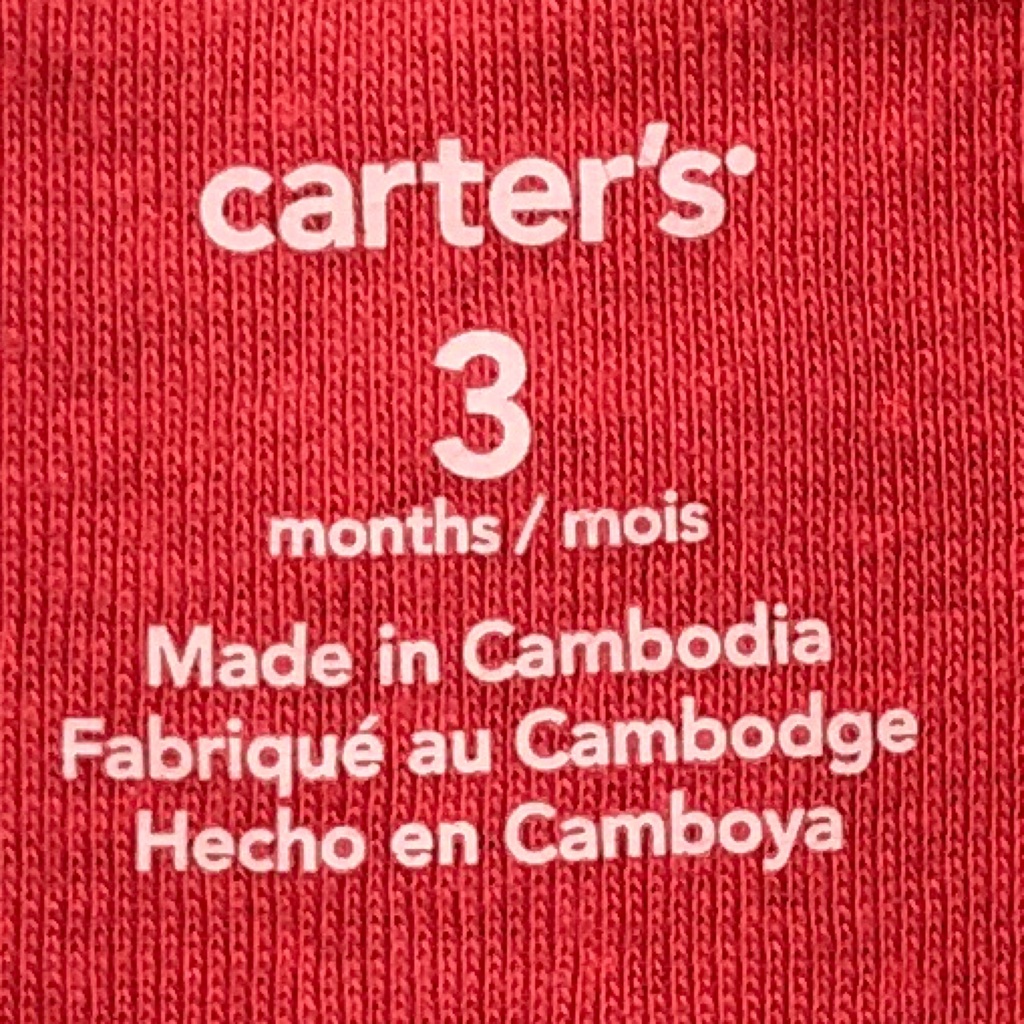 carter's
3
months / mois
Made in Cambodia
Fabriqué au Cambodge
Hecho en Camboya